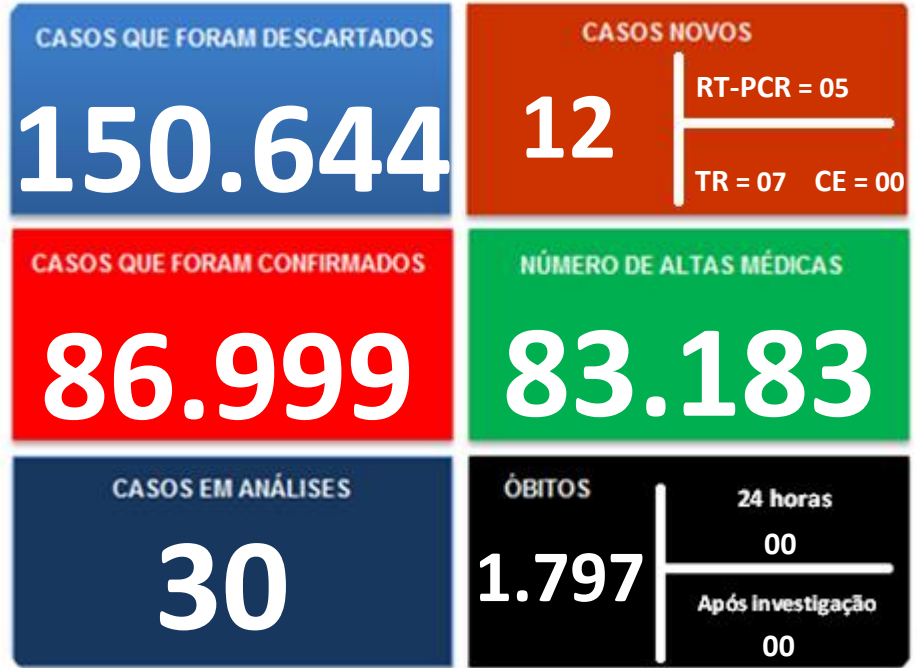 CASOS QUE FORAM DESCARTADOS
150.644
CASOS NOVOS
12
RT-PCR = 05
TR = 07 CE = 00
CASOS QUE FORAM CONFIRMADOS
86.999
NÚMERO DE ALTAS MÉDICAS
83.183
CASOS EM ANÁLISES
30
ÓBITOS
1.797
24 horas
00
Após investigação
00